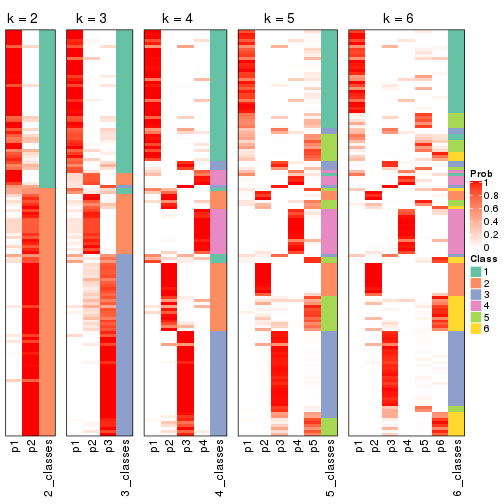 k = 2
k = 3
k = 4
k = 5
k = 6
Prob
1
0.8
0.6
0.4
0.2
0
Class
1
2
3
4
5
6
p1
p2
2_classes
p1
p2
p3
3_classes
p1
p2
p3
p4
4_classes
p1
p2
p3
p4
p5
5_classes
p1
p2
p3
p4
p5
p6
6_classes